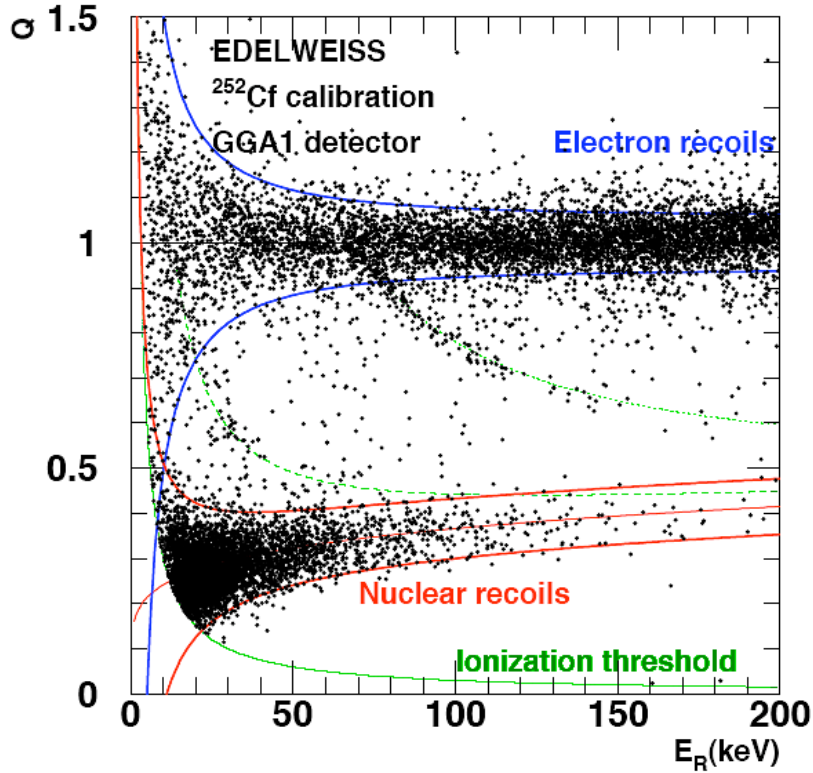 Q
1.5
EDELWEISS
²⁵²Cf calibration
GGA1 detector
Electron recoils
1
0.5
Nuclear recoils
Ionization threshold
0
0 50 100 150 200
E_R(keV)